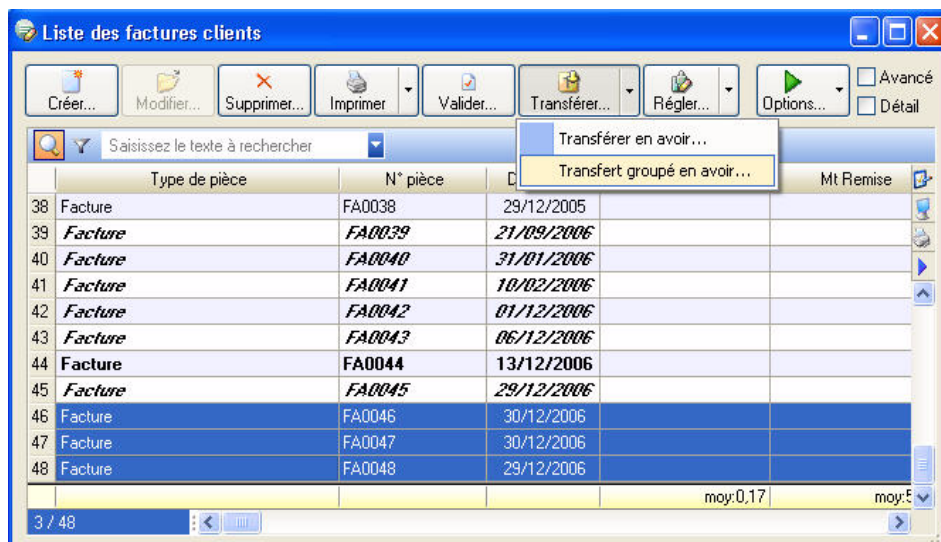 Liste des factures clients
Créer... Modifier... Supprimer... Imprimer Valider... Transférer... Régler... Options... Avancé
Détail
Transférer en avoir...
Saisissez le texte à rechercher
Transfert groupé en avoir...
Type de pièce N° pièce D Mt Remise
38 Facture FA0038 29/12/2005
39 Facture FA0039 21/09/2006
40 Facture FA0040 31/01/2006
41 Facture FA0041 10/02/2006
42 Facture FA0042 01/12/2006
43 Facture FA0043 06/12/2006
44 Facture FA0044 13/12/2006
45 Facture FA0045 29/12/2006
46 Facture FA0046 30/12/2006
47 Facture FA0047 30/12/2006
48 Facture FA0048 29/12/2006
moy:0,17 moy:5
3 / 48